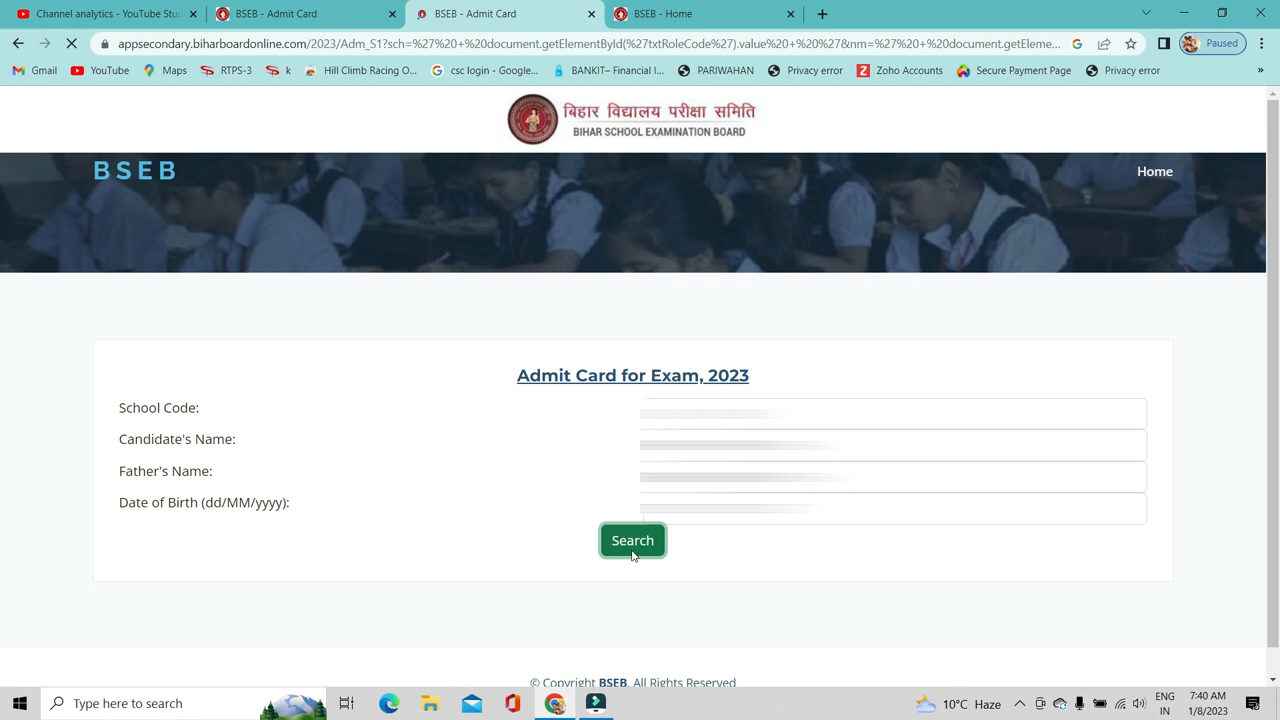 Channel analytics - YouTube Stu
BSEB - Admit Card
BSEB - Admit Card
BSEB - Home
appsecondary.biharboardonline.com/2023/Adm_S1?sch=%27%20+%20document.getElementById(%27txtRoleCode%27).value%20+%20%27&nm=%27%20+%20document.getEleme...
Paused
Gmail
YouTube
Maps
RTPS-3
k
Hill Climb Racing O...
csc login - Google...
BANKIT– Financial I...
PARIWAHAN
Privacy error
Zoho Accounts
Secure Payment Page
Privacy error
»
बिहार विद्यालय परीक्षा समिति
BIHAR SCHOOL EXAMINATION BOARD
BSEB
Home
Admit Card for Exam, 2023
School Code:
Candidate's Name:
Father's Name:
Date of Birth (dd/MM/yyyy):
Search
© Copyright BSEB. All Rights Reserved
Type here to search
10°C Haze
ENG
IN
7:40 AM
1/8/2023